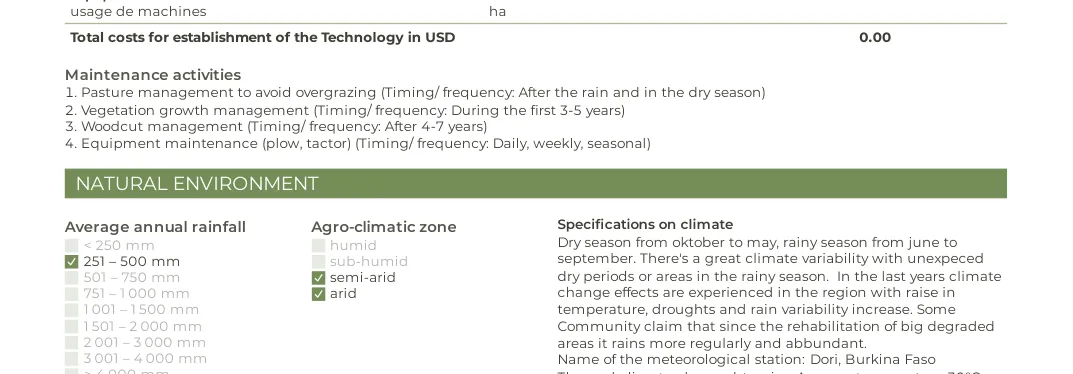 usage de machines ha
Total costs for establishment of the Technology in USD 0.00
Maintenance activities
1. Pasture management to avoid overgrazing (Timing/ frequency: After the rain and in the dry season)
2. Vegetation growth management (Timing/ frequency: During the first 3-5 years)
3. Woodcut management (Timing/ frequency: After 4-7 years)
4. Equipment maintenance (plow, tactor) (Timing/ frequency: Daily, weekly, seasonal)
NATURAL ENVIRONMENT
Average annual rainfall
< 250 mm
251 – 500 mm
501 – 750 mm
751 – 1 000 mm
1 001 – 1 500 mm
1 501 – 2 000 mm
2 001 – 3 000 mm
3 001 – 4 000 mm
> 4 000 mm
Agro-climatic zone
humid
sub-humid
semi-arid
arid
Specifications on climate
Dry season from oktober to may, rainy season from june to
september. There's a great climate variability with unexpeced
dry periods or areas in the rainy season. In the last years climate
change effects are experienced in the region with raise in
temperature, droughts and rain variability increase. Some
Community claim that since the rehabilitation of big degraded
areas it rains more regularly and abbundant.
Name of the meteorological station: Dori, Burkina Faso